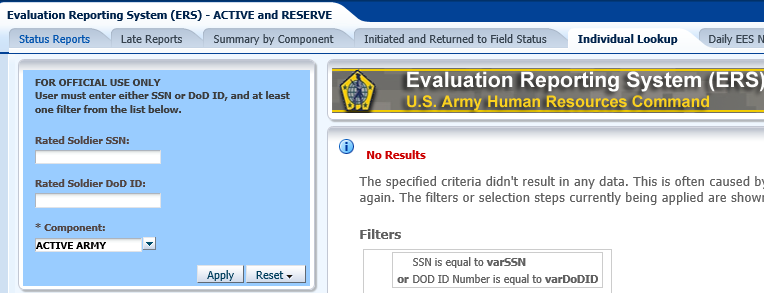 Evaluation Reporting System (ERS) - ACTIVE and RESERVE
Status Reports
Late Reports
Summary by Component
Initiated and Returned to Field Status
Individual Lookup
Daily EES N
FOR OFFICIAL USE ONLY
User must enter either SSN or DoD ID, and at least
one filter from the list below.
Rated Soldier SSN:
Rated Soldier DoD ID:
* Component:
ACTIVE ARMY
Apply
Reset
Evaluation Reporting System (ERS)
U.S. Army Human Resources Command
No Results
The specified criteria didn't result in any data. This is often caused by
again. The filters or selection steps currently being applied are shown
Filters
SSN is equal to varSSN
or DOD ID Number is equal to varDoDID